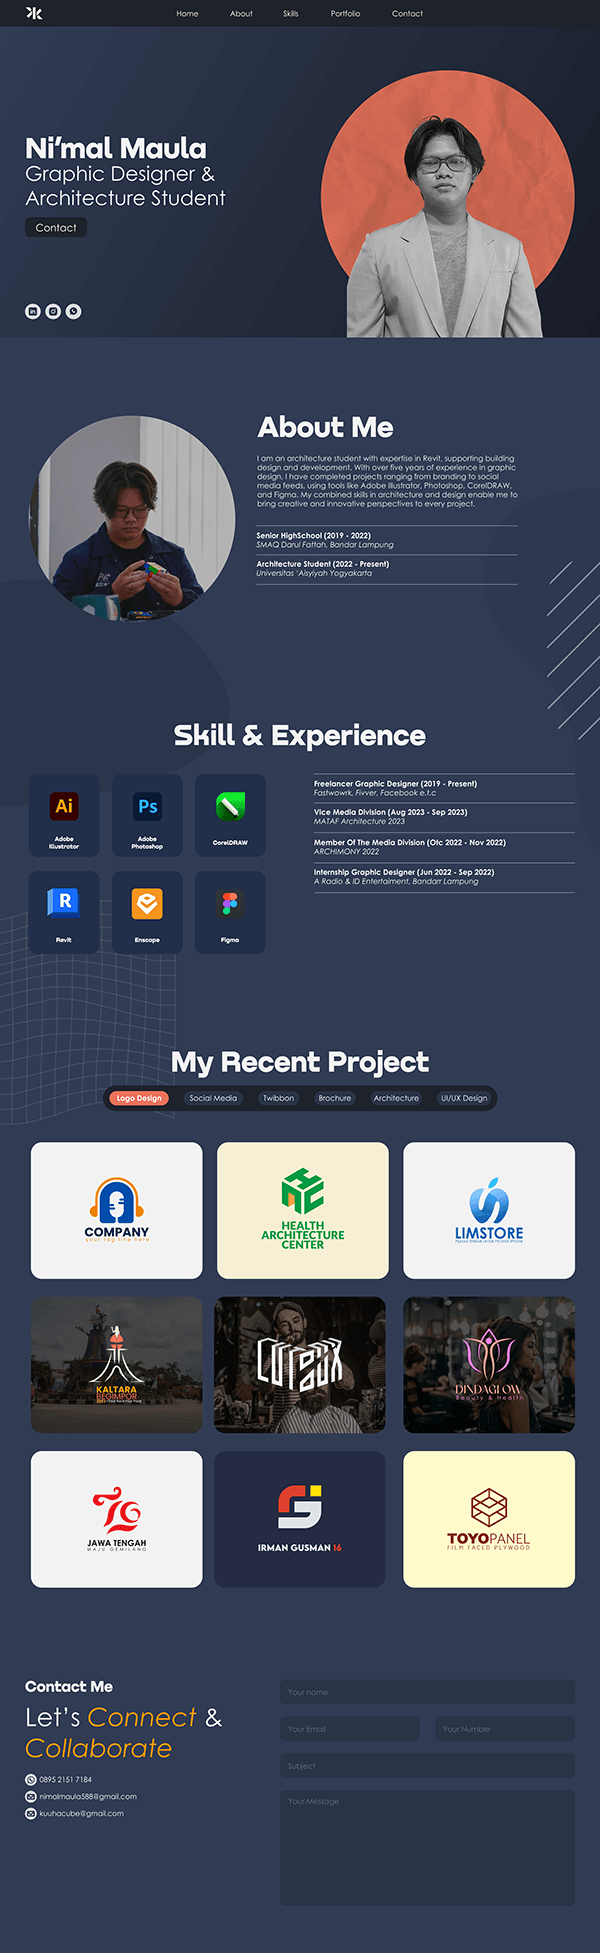 Home
About
Skills
Portfolio
Contact
Ni’mal Maula
Graphic Designer &
Architecture Student
Contact
About Me
I am an architecture student with expertise in Revit, supporting building
design and development. With over five years of experience in graphic
design, I have completed projects ranging from branding to social
media feeds, using tools like Adobe Illustrator, Photoshop, CorelDRAW,
and Figma. My combined skills in architecture and design enable me to
bring creative and innovative perspectives to every project.
Senior HighSchool (2019 - 2022)
SMAQ Darul Fattah, Bandar Lampung
Architecture Student (2022 - Present)
Universitas ‘Aisyiyah Yogyakarta
Skill & Experience
Ai
Adobe
Illustrator
Ps
Adobe
Photoshop
CorelDRAW
R
Revit
Enscape
Figma
Freelancer Graphic Designer (2019 - Present)
Fastwowrk, Fivver, Facebook e.t.c
Vice Media Division (Aug 2023 - Sep 2023)
MATAF Architecture 2023
Member Of The Media Division (Otc 2022 - Nov 2022)
ARCHIMONY 2022
Internship Graphic Designer (Jun 2022 - Sep 2022)
A Radio & ID Entertaiment, Bandarr Lampung
My Recent Project
Logo Design
Social Media
Twibbon
Brochure
Architecture
UI/UX Design
COMPANY
your tag line here
HEALTH
ARCHITECTURE
CENTER
LIMSTORE
KALTARA
BEGIMPOR
CUTBOX
DINDAGLOW
Beauty & Health
JAWA TENGAH
MAJU GEMILANG
IRMAN GUSMAN 16
TOYOPANEL
FILM FACED PLYWOOD
Contact Me
Let’s Connect &
Collaborate
0895 2151 7184
nimalmaula588@gmail.com
kuuhacube@gmail.com
Your name
Your Email
Your Number
Subject
Your Message